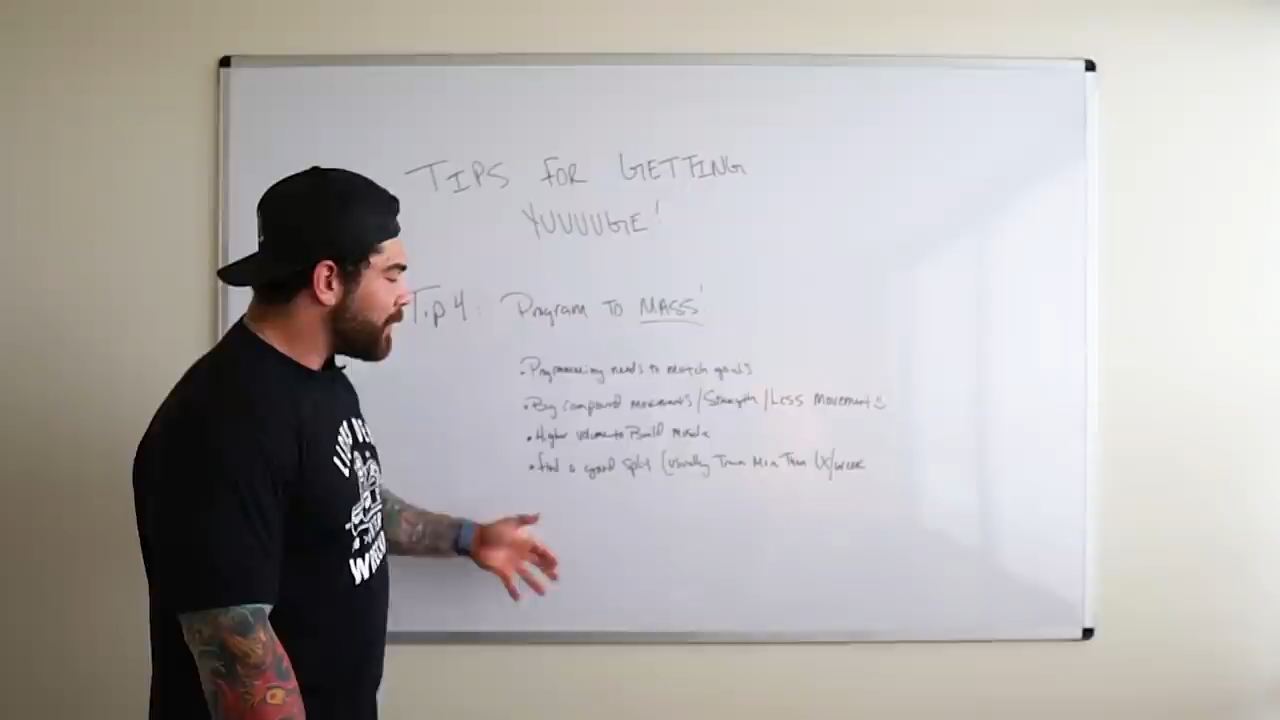 TIPS FOR GETTING
YUUUUGE!
Tip 4: Program TO MASS!
• Programming needs to match goals
• Big compound movements/Strength/Less Movement
• Higher volume to Build muscle
• find a good split (usually Train More Than 1x/week